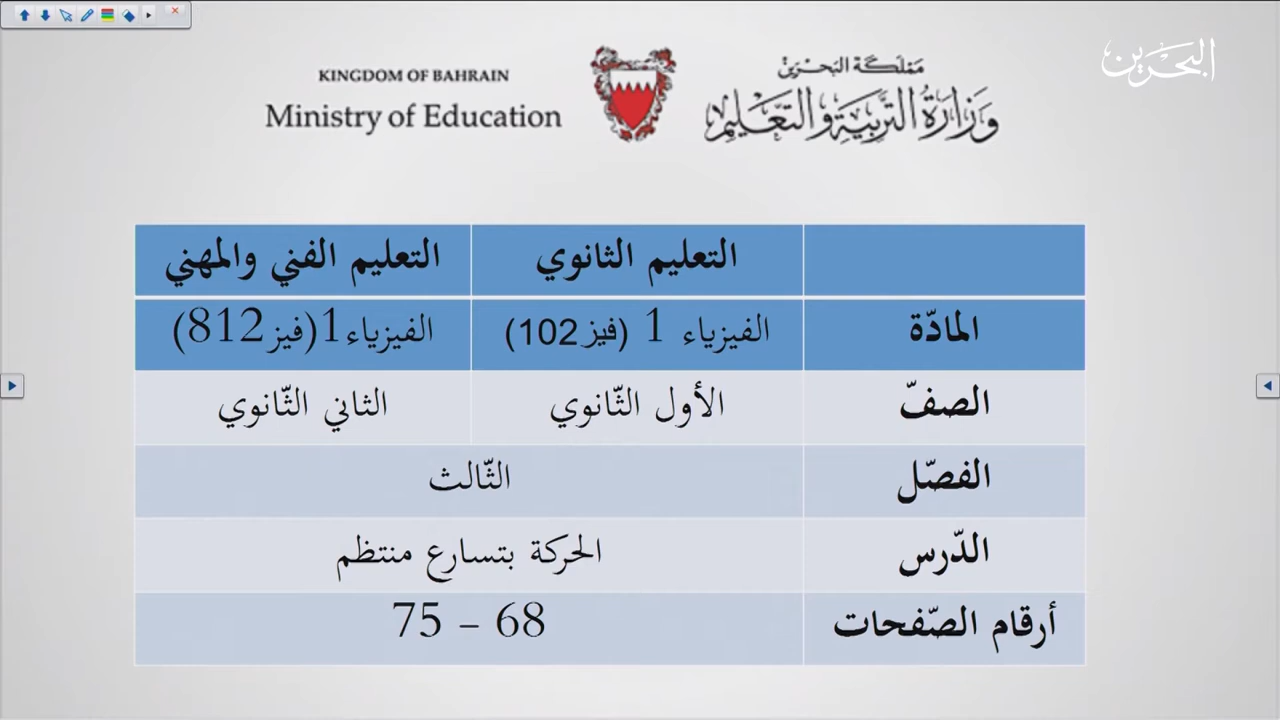 البحرين
KINGDOM OF BAHRAIN
Ministry of Education
مملكة البحرين
وزارة التربية والتعليم
التعليم الثانوي
التعليم الفني والمهني
المادّة
الفيزياء 1 (فيز102)
الفيزياء1(فيز812)
الصفّ
الأول الثّانوي
الثاني الثّانوي
الفصّل
الثّالث
الدّرس
الحركة بتسارع منتظم
أرقام الصّفحات
68 – 75